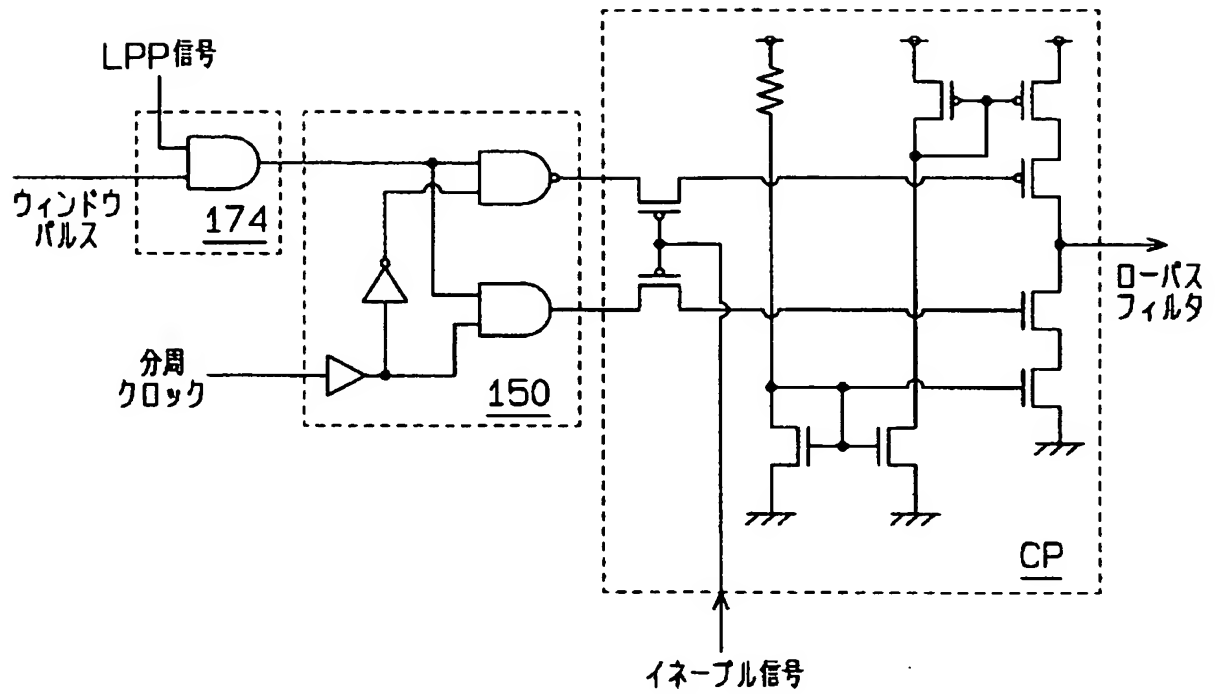 LPP信号
ウィンドウ
パルス
174
分周
クロック
150
ローパス
フィルタ
CP
イネーブル信号